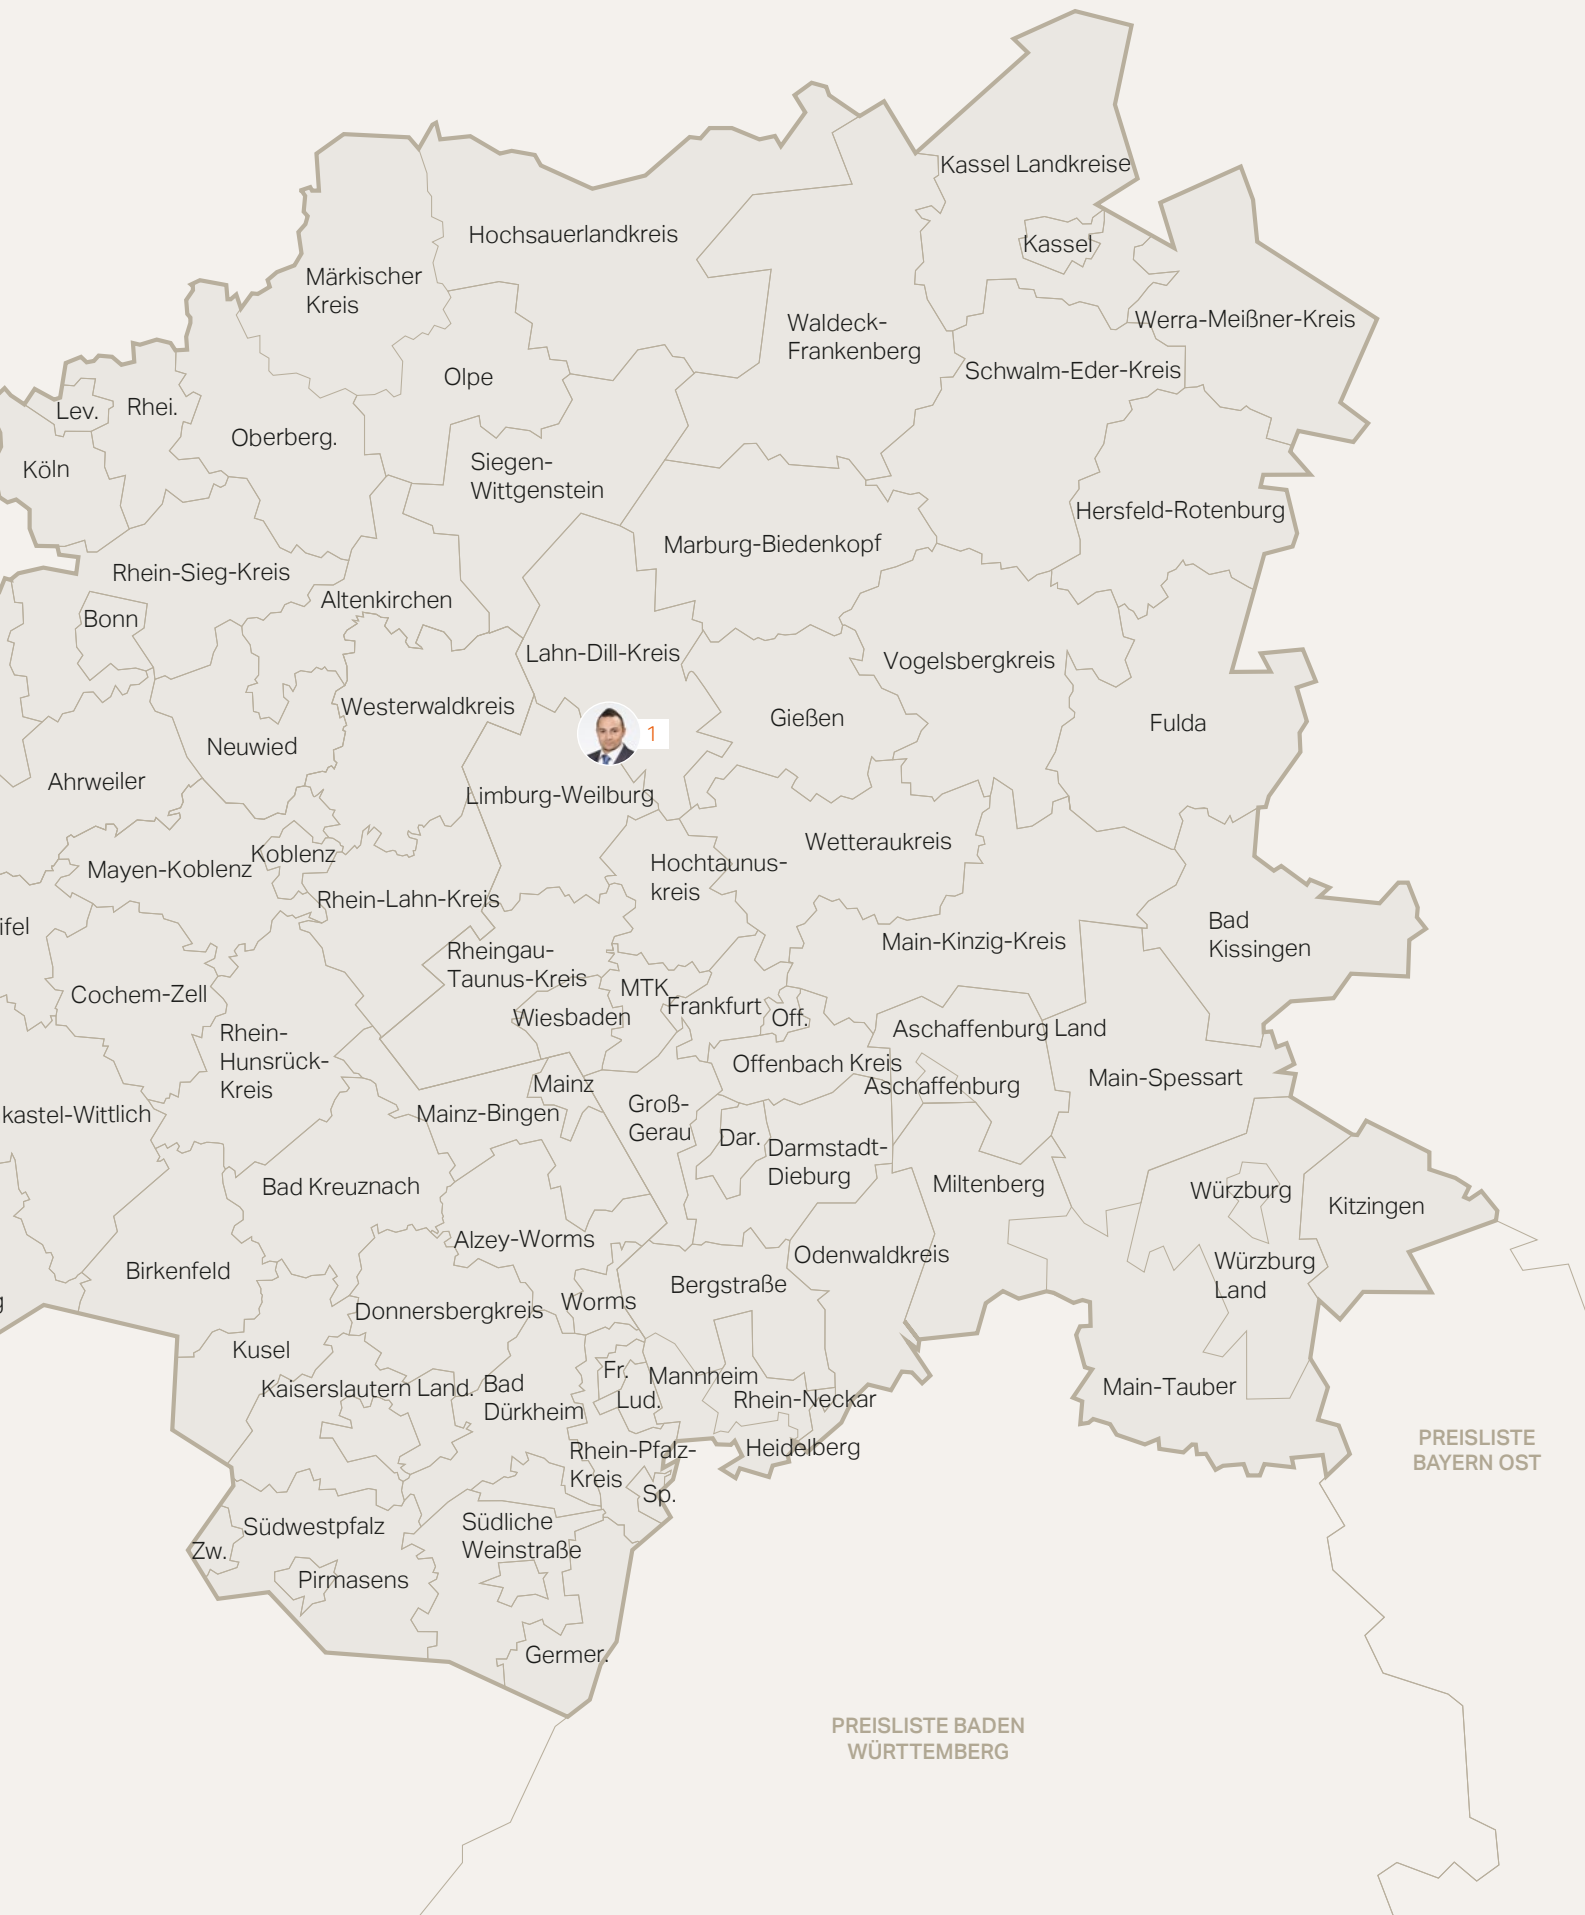 Kassel Landkreise
Hochsauerlandkreis
Kassel
Märkischer
Kreis
Waldeck-
Frankenberg
Werra-Meißner-Kreis
Schwalm-Eder-Kreis
Olpe
Lev.
Rhei.
Oberberg.
Köln
Siegen-
Wittgenstein
Hersfeld-Rotenburg
Marburg-Biedenkopf
Rhein-Sieg-Kreis
Altenkirchen
Bonn
Lahn-Dill-Kreis
Vogelsbergkreis
Westerwaldkreis
Gießen
Fulda
1
Neuwied
Ahrweiler
Limburg-Weilburg
Wetteraukreis
Koblenz
Mayen-Koblenz
Hochtaunus-
kreis
Rhein-Lahn-Kreis
ifel
Bad
Kissingen
Main-Kinzig-Kreis
Rheingau-
Taunus-Kreis
Cochem-Zell
MTK
Frankfurt
Wiesbaden
Off.
Aschaffenburg Land
Rhein-
Hunsrück-
Kreis
Offenbach Kreis
Main-Spessart
Mainz
Aschaffenburg
kastel-Wittlich
Mainz-Bingen
Groß-
Gerau
Dar.
Darmstadt-
Dieburg
Bad Kreuznach
Miltenberg
Würzburg
Kitzingen
Alzey-Worms
Odenwaldkreis
Birkenfeld
Bergstraße
Würzburg
Land
g
Donnersbergkreis
Worms
Kusel
Fr.
Mannheim
Kaiserslautern Land.
Bad
Dürkheim
Main-Tauber
Lud.
Rhein-Neckar
PREISLISTE
BAYERN OST
Rhein-Pfalz-
Kreis
Heidelberg
Sp.
Südwestpfalz
Südliche
Weinstraße
Zw.
Pirmasens
Germer.
PREISLISTE BADEN
WÜRTTEMBERG